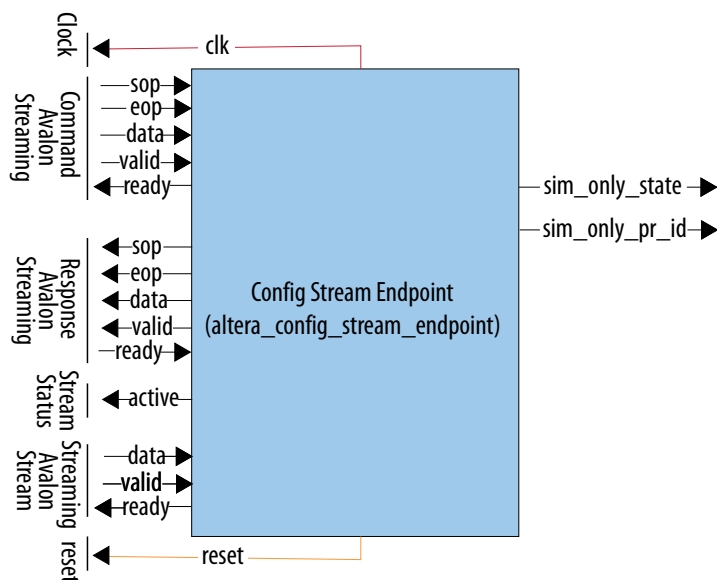 Clock
clk
Command
Avalon
Streaming
sop
eop
data
valid
ready
sim_only_state
sim_only_pr_id
Response
Avalon
Streaming
sop
eop
data
valid
ready
Config Stream Endpoint
(altera_config_stream_endpoint)
Stream
Status
active
Streaming
Avalon
Stream
data
valid
ready
reset
reset